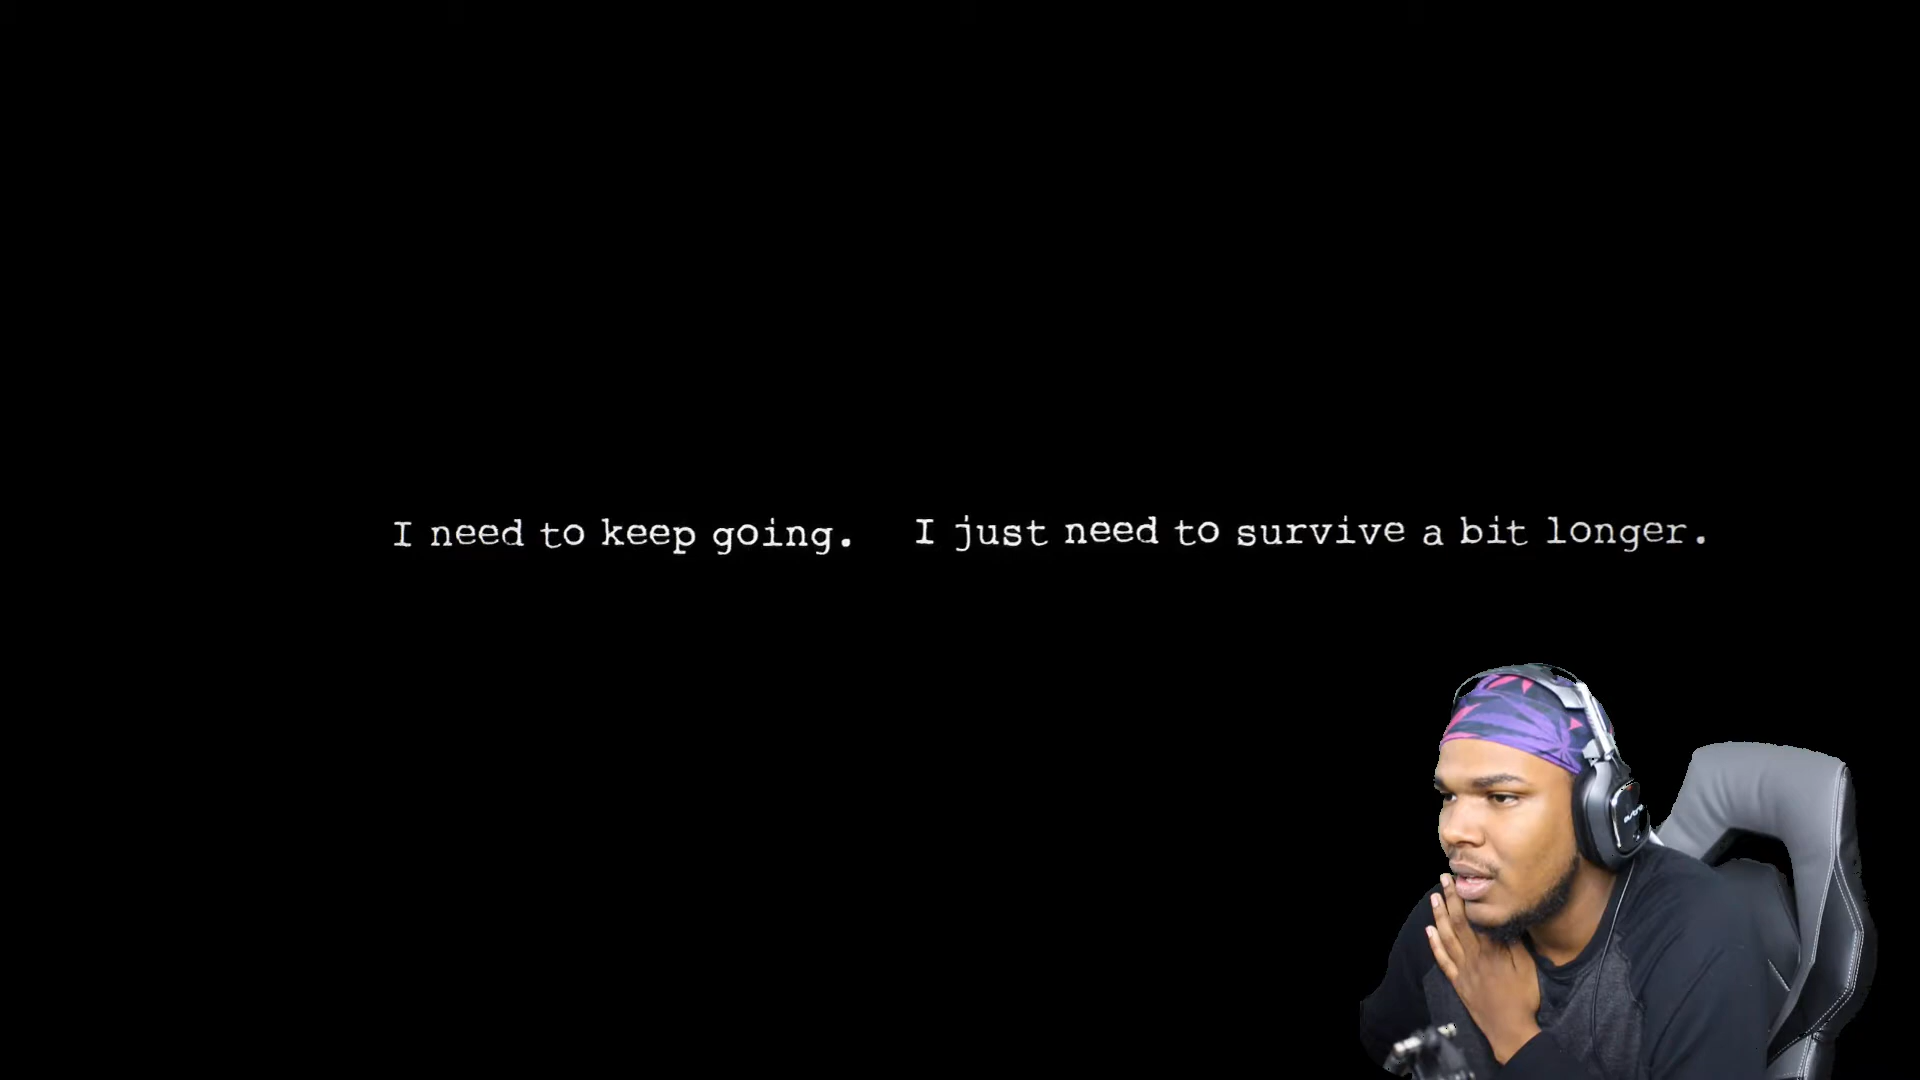 I need to keep going. I just need to survive a bit longer.